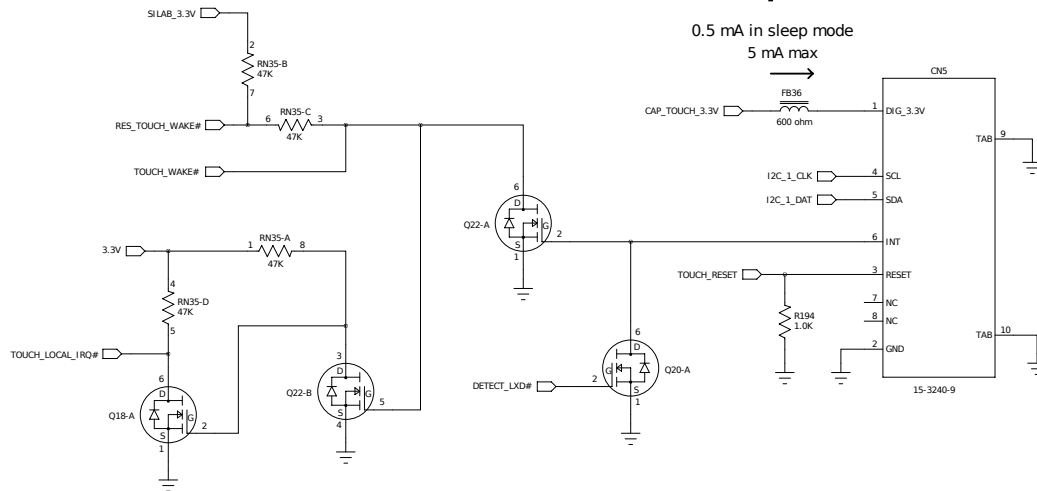 0.5 mA in sleep mode
5 mA max
SILAB_3.3V
2
RN35-B
47K
7
RES_TOUCH_WAKE#
6
RN35-C
3
47K
TOUCH_WAKE#
3.3V
1
RN35-A
8
47K
4
RN35-D
47K
5
TOUCH_LOCAL_IRQ#
6
D
Q18-A
G
2
S
1
3
D
Q22-B
G
5
S
4
6
D
Q22-A
G
2
S
1
6
D
Q20-A
G
DETECT_LXD#
2
S
1
CN5
FB36
CAP_TOUCH_3.3V
600 ohm
1
DIG_3.3V
TAB
9
I2C_1_CLK
4
SCL
I2C_1_DAT
5
SDA
6
INT
TOUCH_RESET
3
RESET
7
NC
8
NC
R194
1.0K
TAB
10
2
GND
15-3240-9